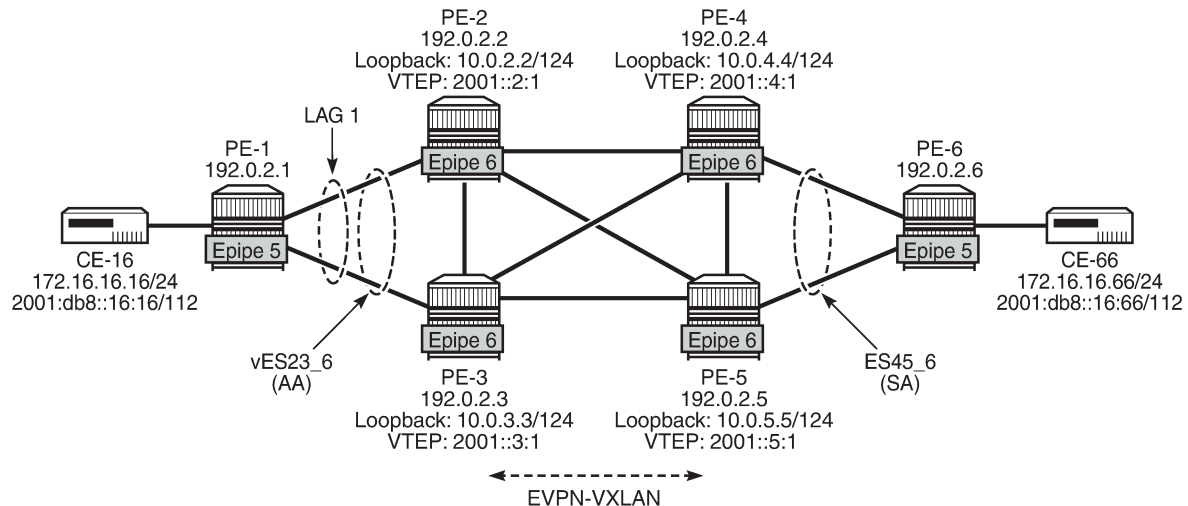 PE-2
192.0.2.2
Loopback: 10.0.2.2/124
VTEP: 2001::2:1
PE-4
192.0.2.4
Loopback: 10.0.4.4/124
VTEP: 2001::4:1
LAG 1
PE-1
192.0.2.1
Epipe 6
Epipe 6
PE-6
192.0.2.6
Epipe 5
Epipe 5
CE-16
172.16.16.16/24
2001:db8::16:16/112
CE-66
172.16.16.66/24
2001:db8::16:66/112
Epipe 6
Epipe 6
vES23_6
(AA)
ES45_6
(SA)
PE-3
192.0.2.3
Loopback: 10.0.3.3/124
VTEP: 2001::3:1
PE-5
192.0.2.5
Loopback: 10.0.5.5/124
VTEP: 2001::5:1
EVPN-VXLAN